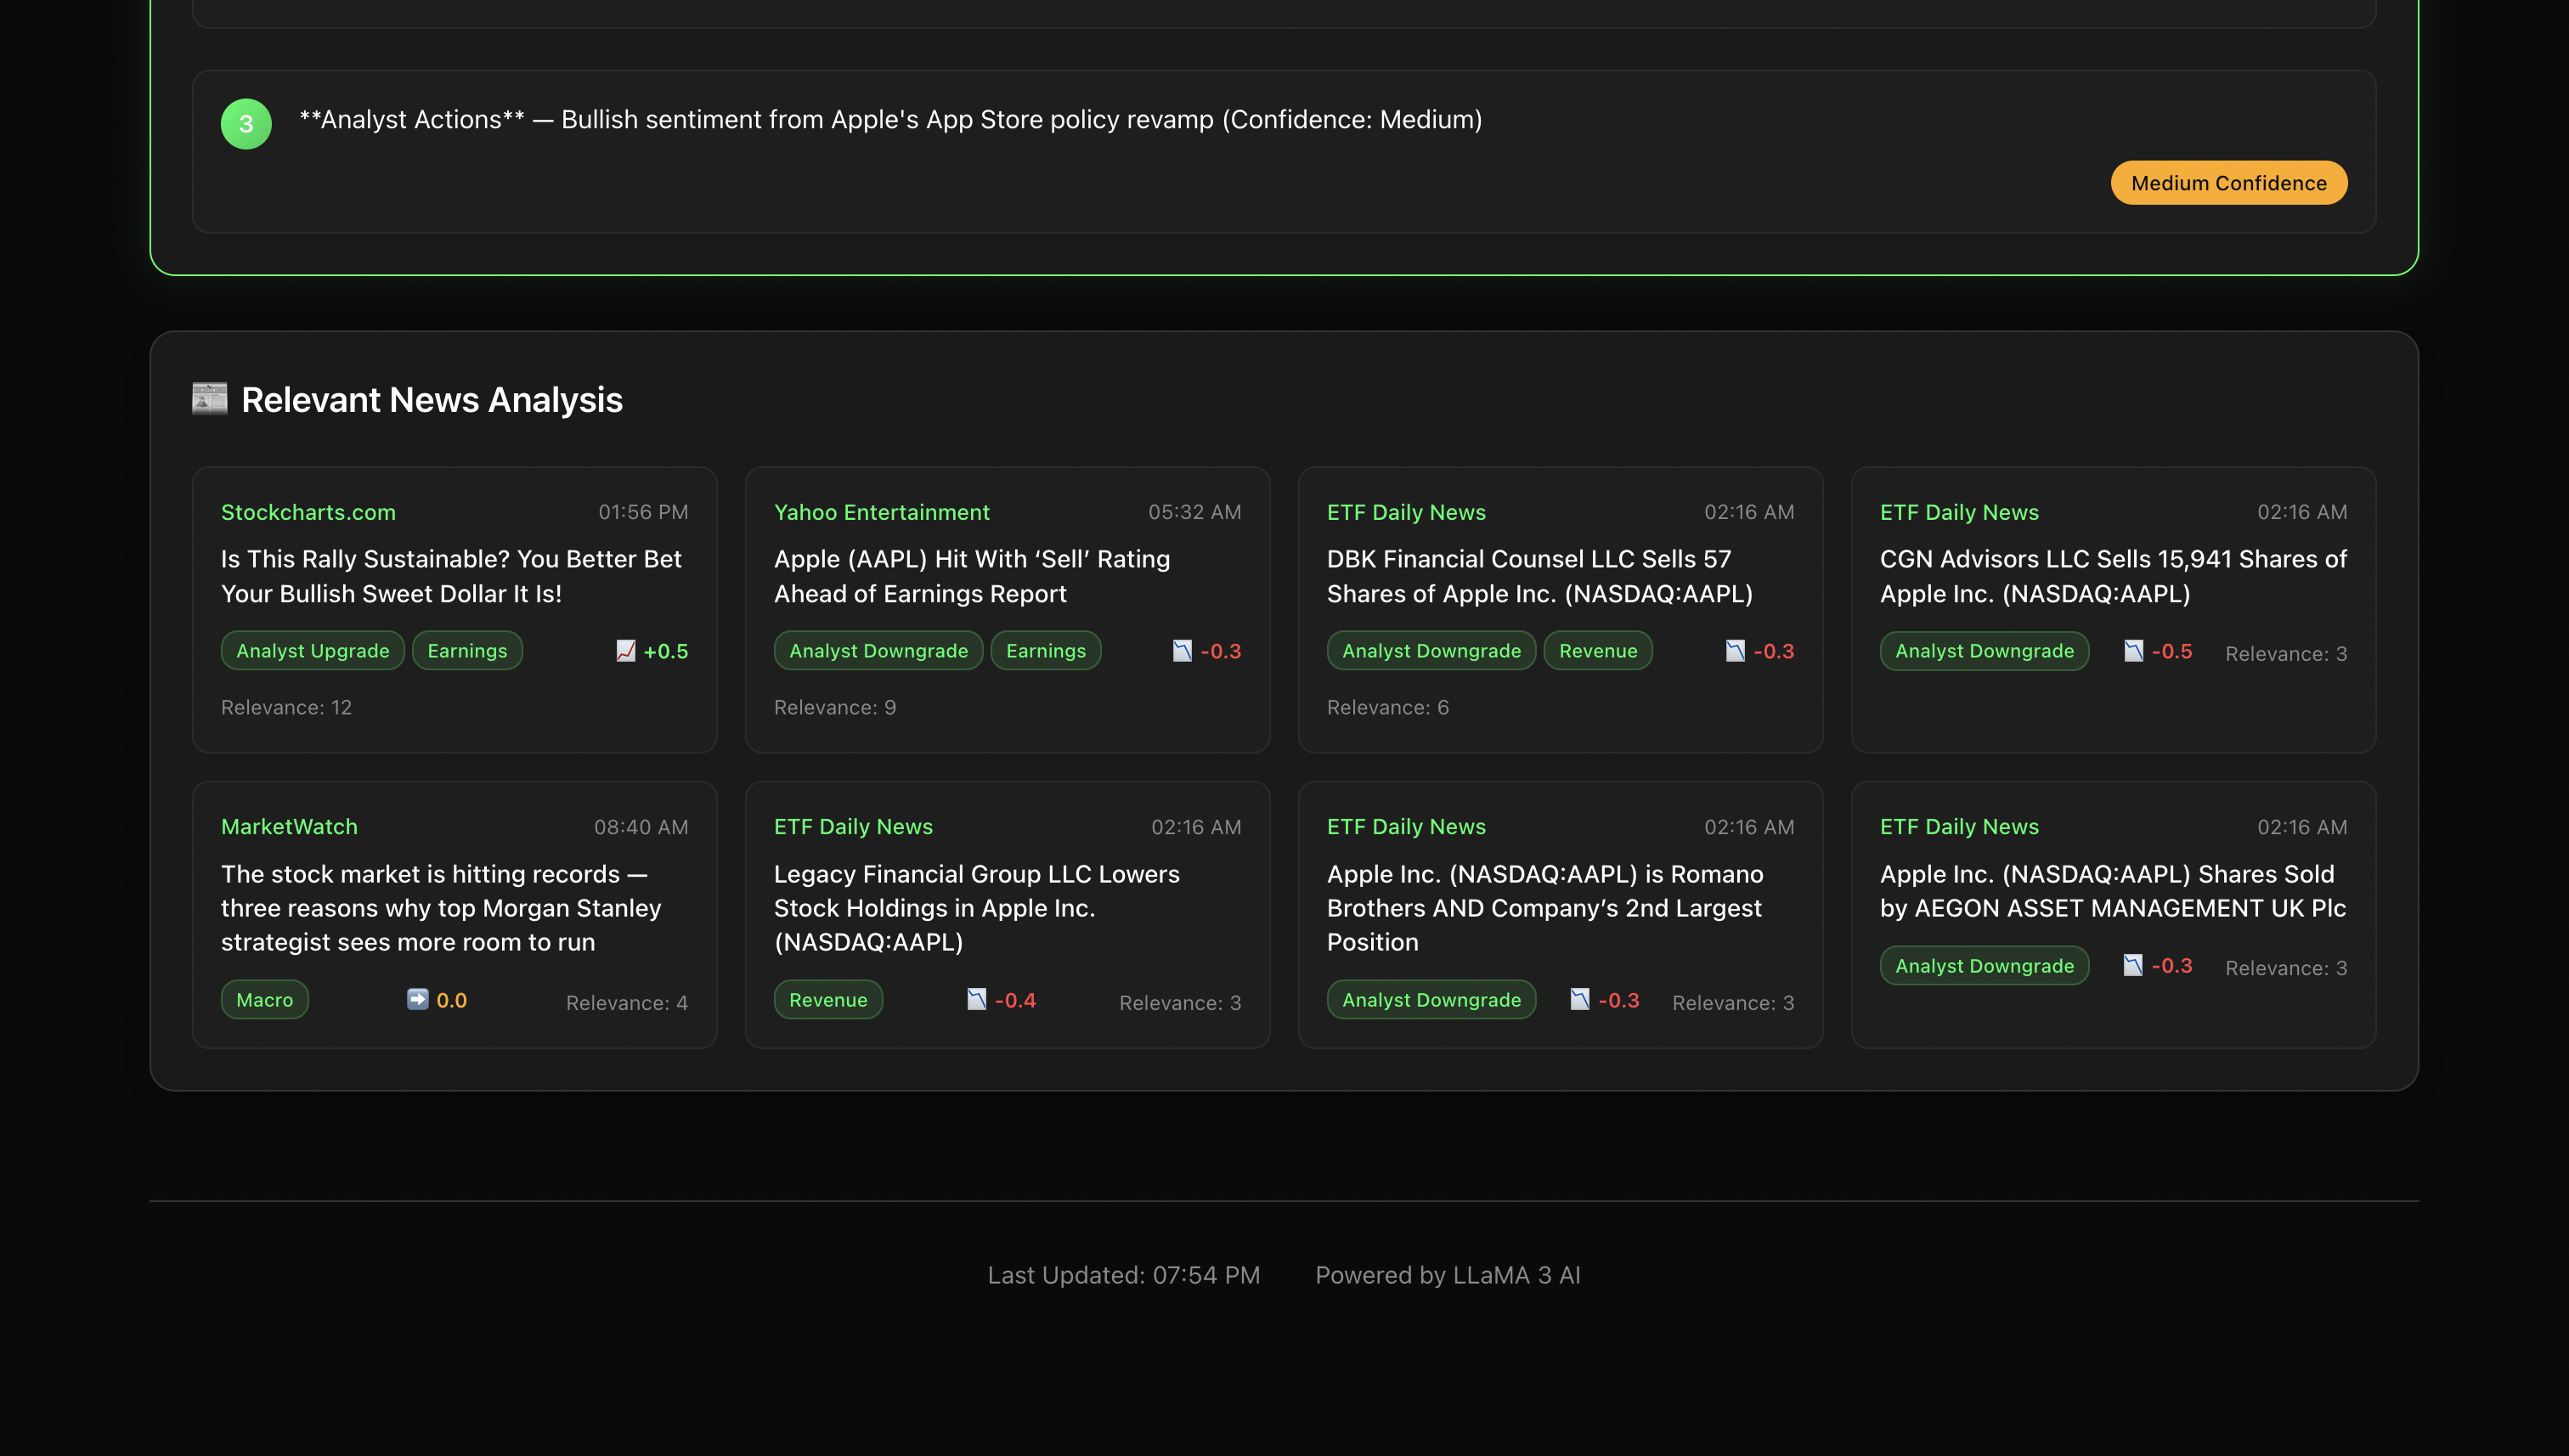 3
**Analyst Actions** — Bullish sentiment from Apple's App Store policy revamp (Confidence: Medium)
Medium Confidence
Relevant News Analysis
Stockcharts.com 01:56 PM
Is This Rally Sustainable? You Better Bet
Your Bullish Sweet Dollar It Is!
Analyst Upgrade Earnings +0.5
Relevance: 12
Yahoo Entertainment 05:32 AM
Apple (AAPL) Hit With ‘Sell’ Rating
Ahead of Earnings Report
Analyst Downgrade Earnings -0.3
Relevance: 9
ETF Daily News 02:16 AM
DBK Financial Counsel LLC Sells 57
Shares of Apple Inc. (NASDAQ:AAPL)
Analyst Downgrade Revenue -0.3
Relevance: 6
ETF Daily News 02:16 AM
CGN Advisors LLC Sells 15,941 Shares of
Apple Inc. (NASDAQ:AAPL)
Analyst Downgrade -0.5 Relevance: 3
MarketWatch 08:40 AM
The stock market is hitting records —
three reasons why top Morgan Stanley
strategist sees more room to run
Macro 0.0 Relevance: 4
ETF Daily News 02:16 AM
Legacy Financial Group LLC Lowers
Stock Holdings in Apple Inc.
(NASDAQ:AAPL)
Revenue -0.4 Relevance: 3
ETF Daily News 02:16 AM
Apple Inc. (NASDAQ:AAPL) is Romano
Brothers AND Company’s 2nd Largest
Position
Analyst Downgrade -0.3 Relevance: 3
ETF Daily News 02:16 AM
Apple Inc. (NASDAQ:AAPL) Shares Sold
by AEGON ASSET MANAGEMENT UK Plc
Analyst Downgrade -0.3 Relevance: 3
Last Updated: 07:54 PM Powered by LLaMA 3 AI